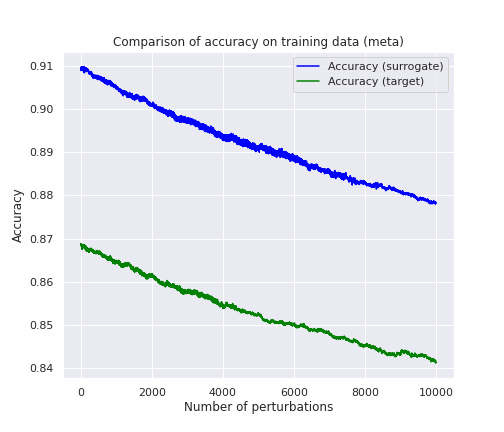 Comparison of accuracy on training data (meta)
Accuracy (surrogate)
Accuracy (target)
0.91
0.90
0.89
0.88
0.87
0.86
0.85
0.84
Accuracy
0 2000 4000 6000 8000 10000
Number of perturbations